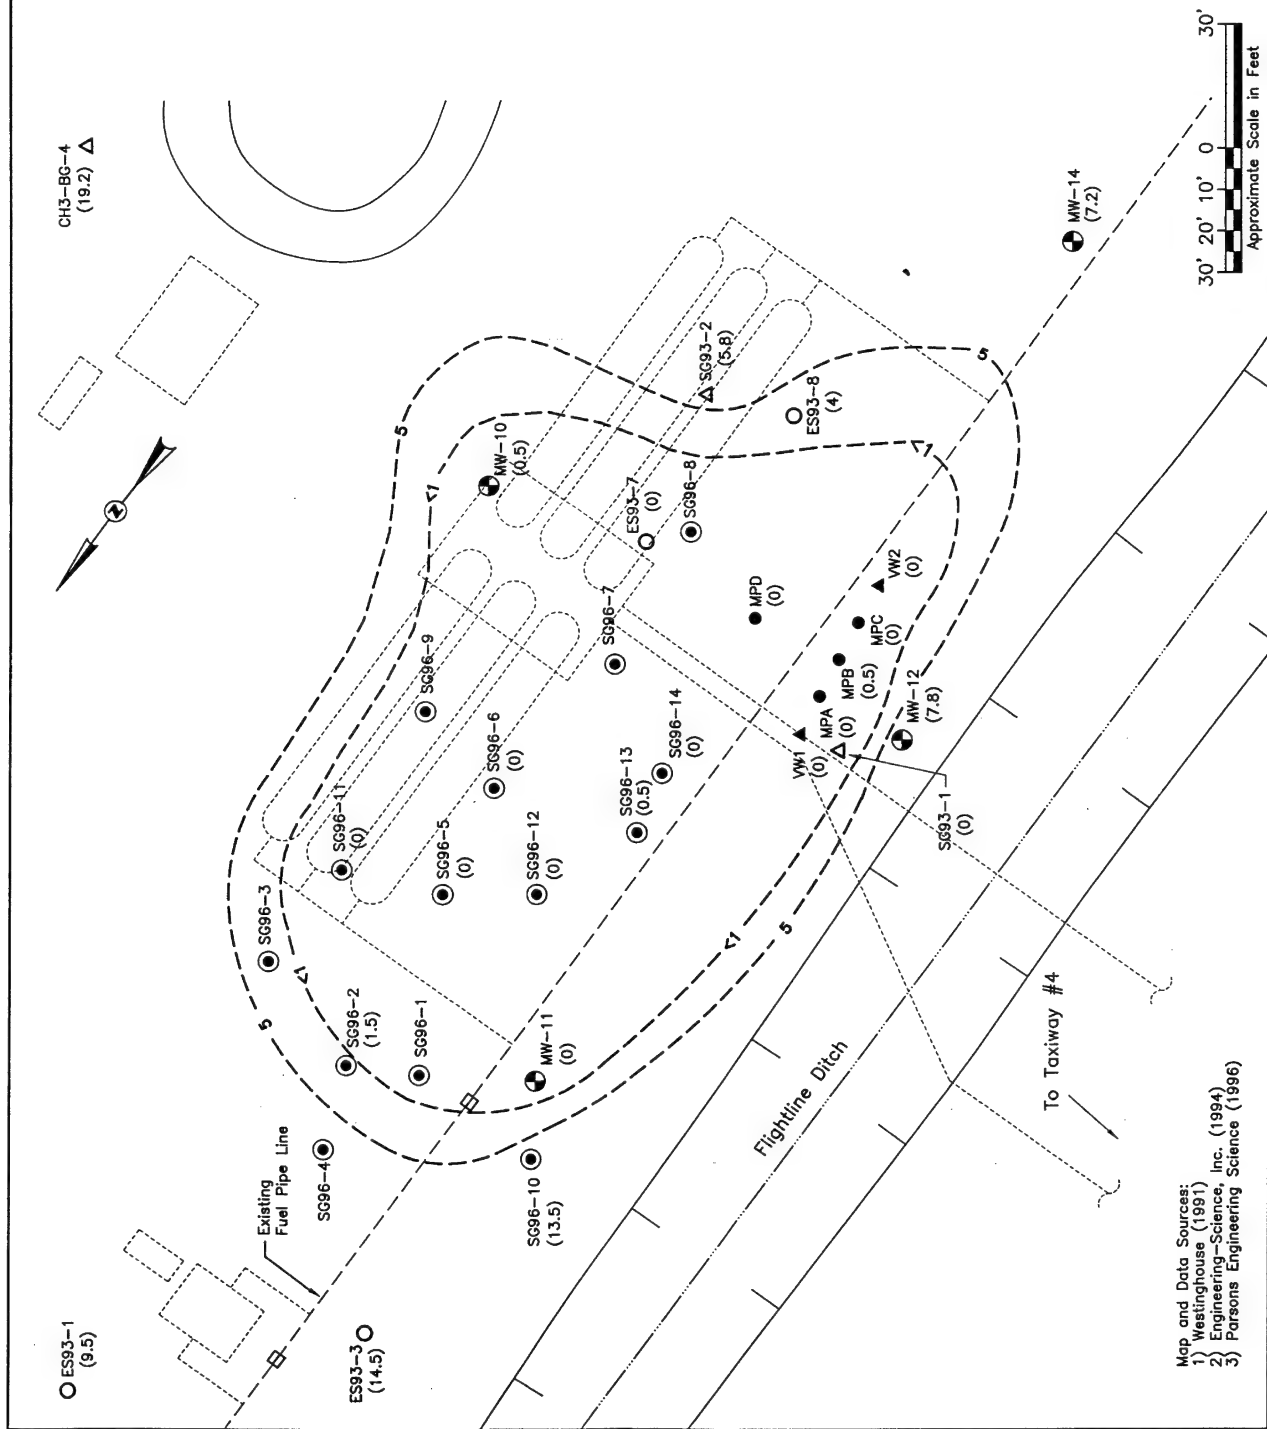 CH3-BG-4
(19.2)
30'
0
10'
20'
30'
Approximate Scale in Feet
MW-14
(7.2)
N
5
<1
MW-10
(0.5)
SG93-2
(5.8)
ES93-8
(4)
5
<1
ES93-7
(0)
SG96-8
SG96-9
SG96-7
MPD
(0)
VW2
(0)
MPC
(0)
MPB
(0.5)
MPA
(0)
MW-12
(7.8)
VW1
(0)
SG93-1
(0)
SG96-6
(0)
SG96-14
(0)
SG96-13
(0.5)
SG96-11
(0)
SG96-5
(0)
SG96-12
(0)
SG96-3
<1
5
<1
5
SG96-2
(1.5)
SG96-1
MW-11
(0)
SG96-4
SG96-10
(13.5)
Existing
Fuel Pipe Line
Flightline Ditch
To Taxiway #4
ES93-1
(9.5)
ES93-3
(14.5)
Map and Data Sources:
1) Westinghouse (1991)
2) Engineering-Science, Inc. (1994)
3) Parsons Engineering Science (1996)